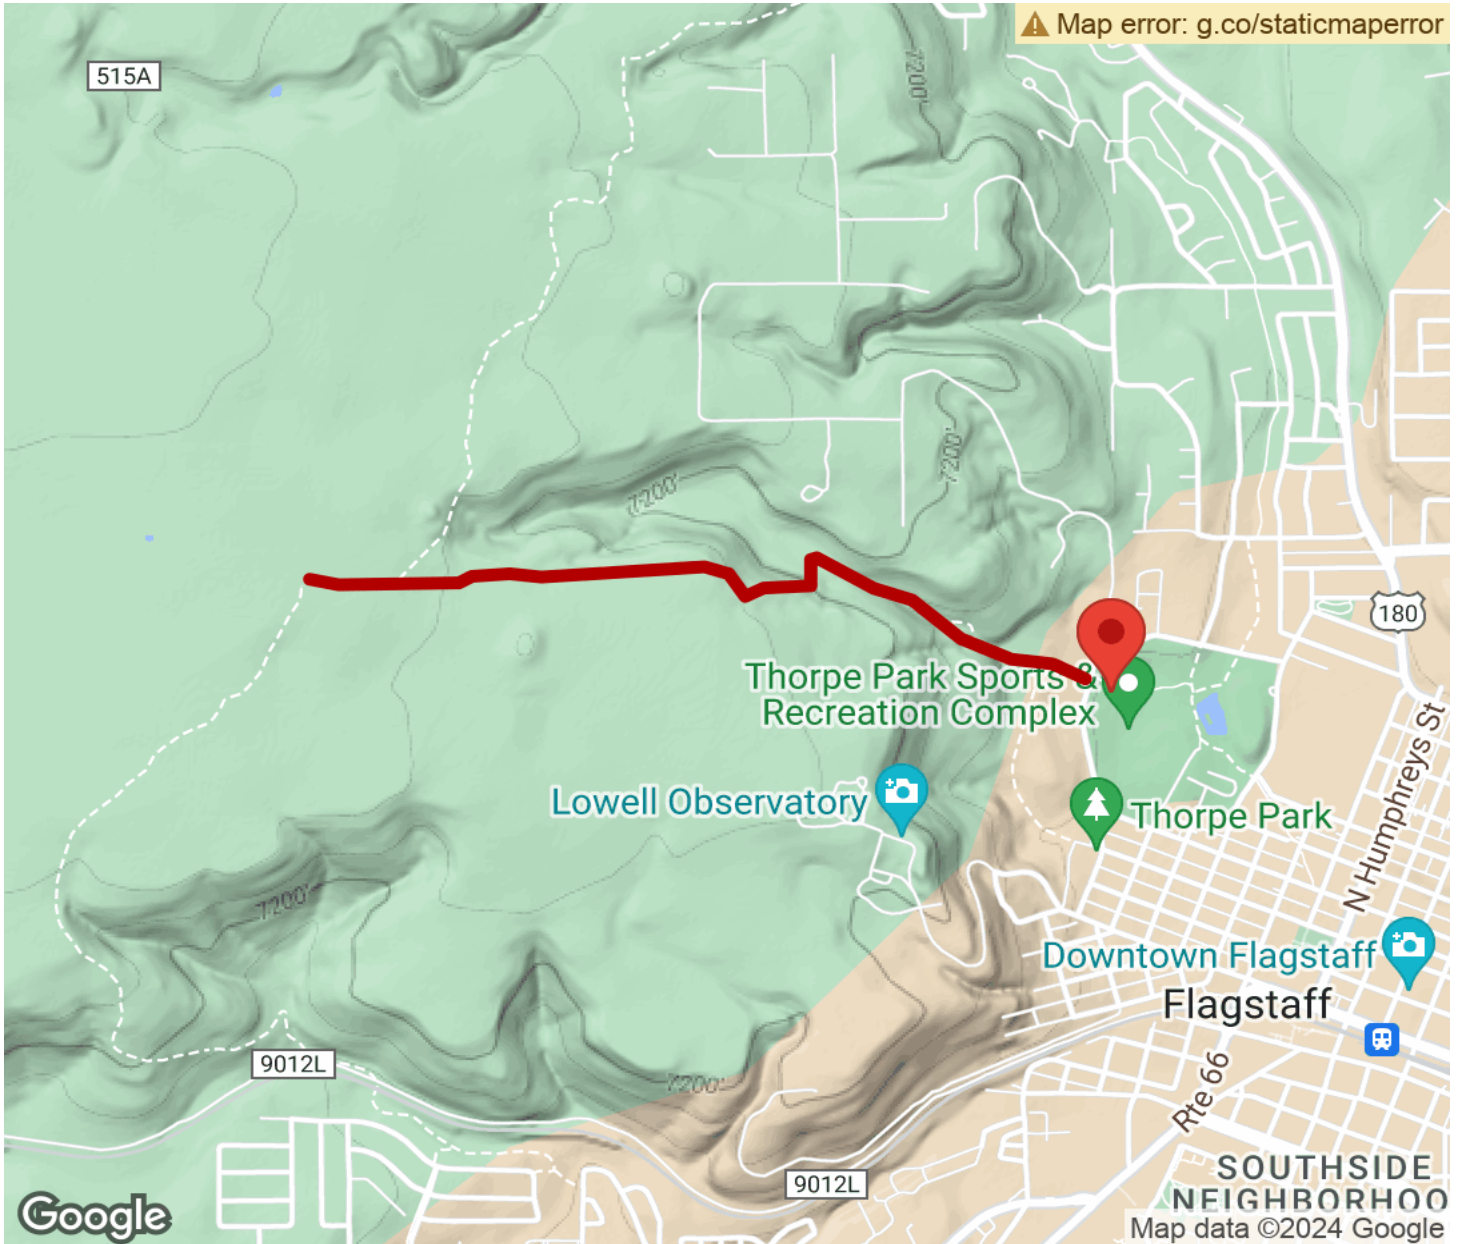 Map error: g.co/staticmaperror
515A
7200'
7200'
7200'
180
Thorpe Park Sports &
Recreation Complex
N Humphreys St
Lowell Observatory
Thorpe Park
7200'
Downtown Flagstaff
Flagstaff
9012L
7200'
Rte 66
9012L
SOUTHSIDE
NEIGHBORHOO
Google
Map data ©2024 Google